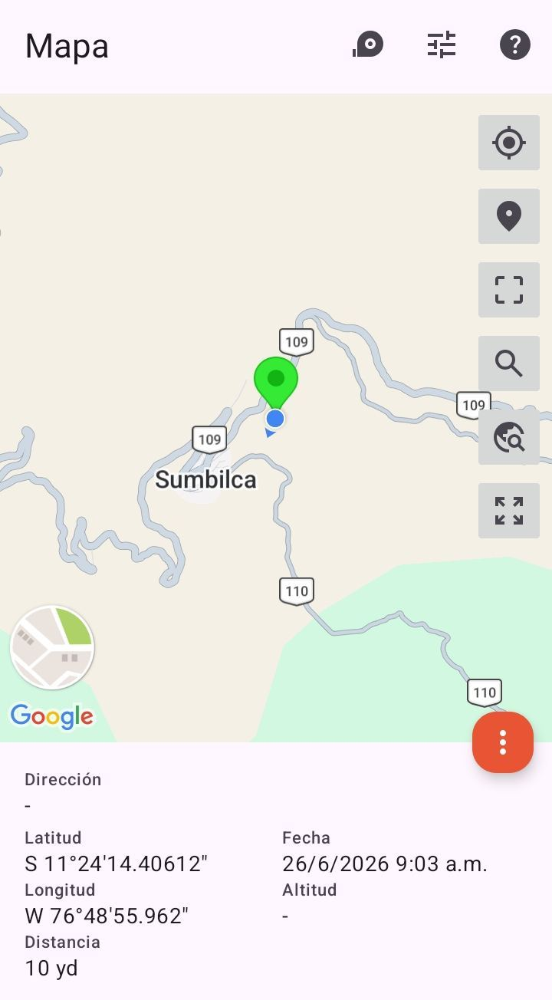 Mapa
109
109
109
Sumbilca
110
110
Google
Dirección
-
Latitud
S 11°24'14.40612"
Fecha
26/6/2026 9:03 a.m.
Longitud
W 76°48'55.962"
Altitud
-
Distancia
10 yd